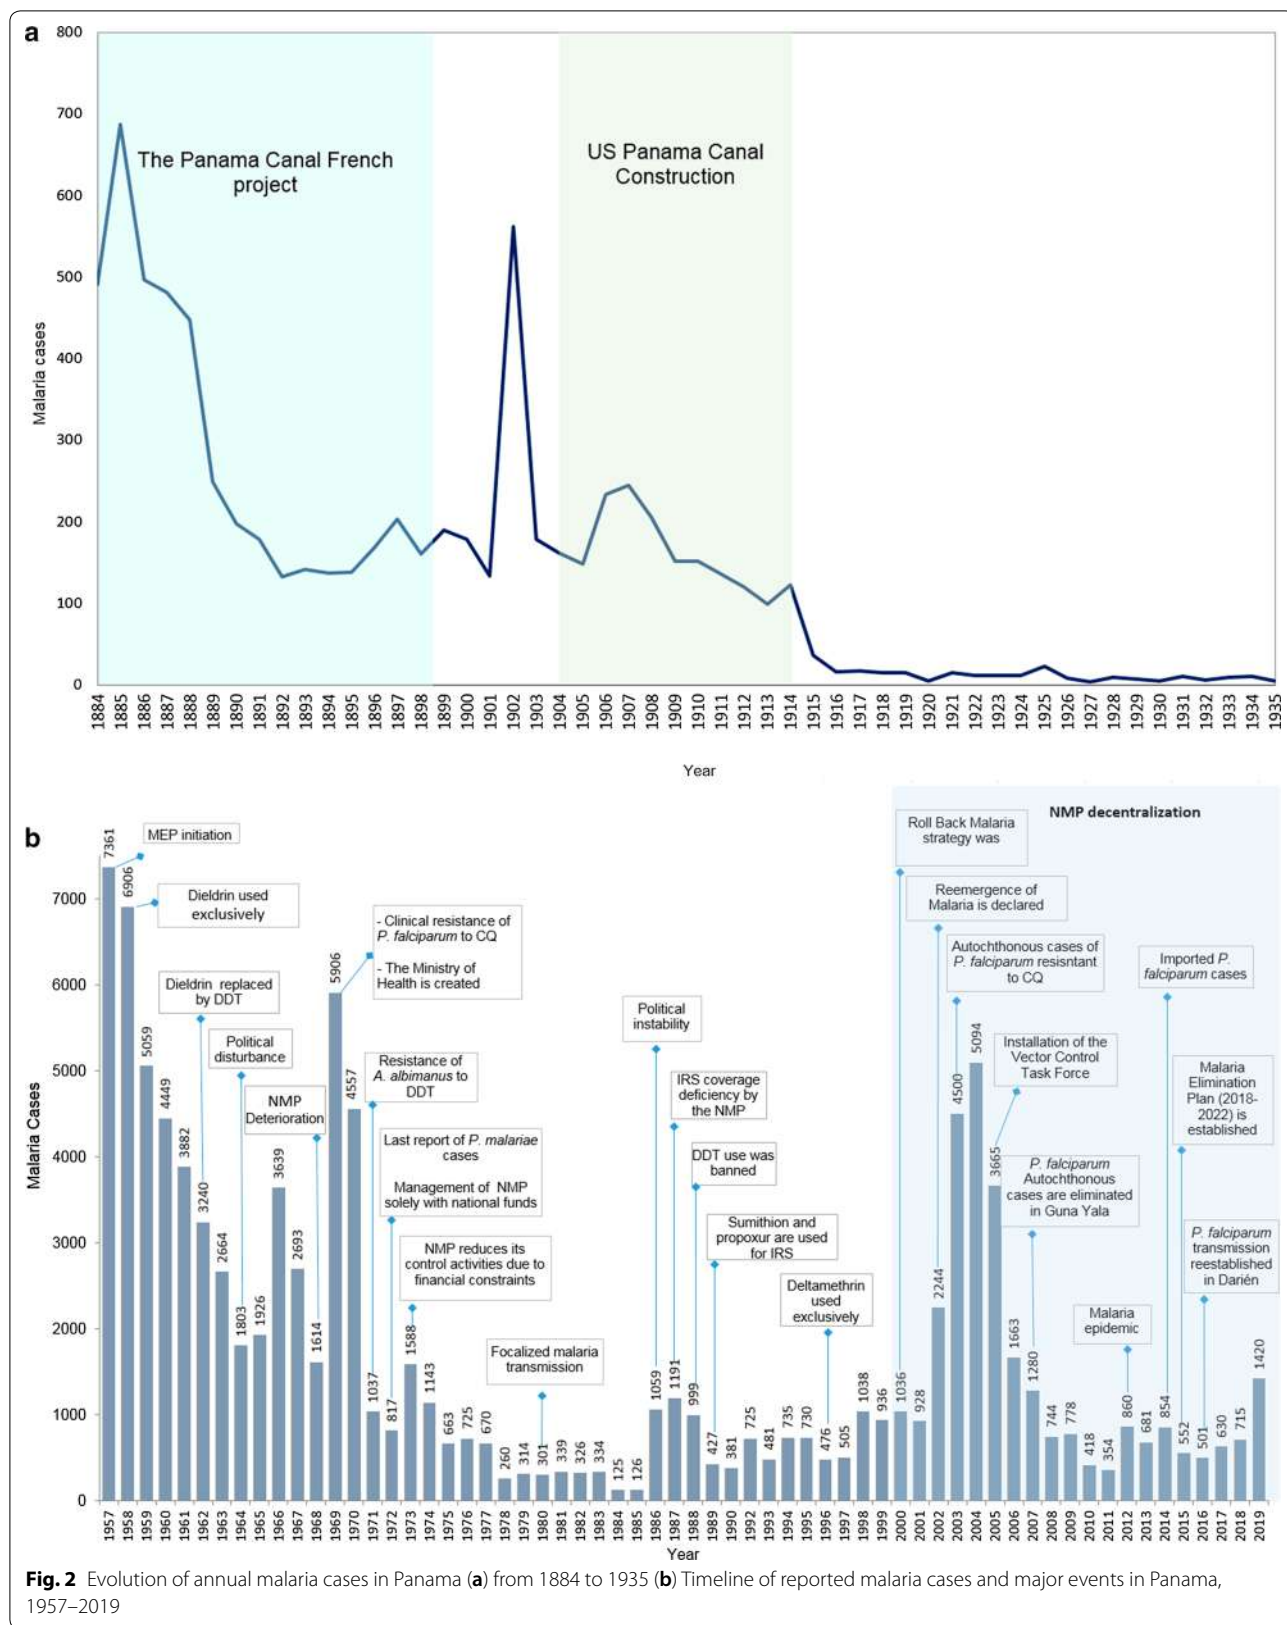 a
800
700
600
500
400
300
200
100
0
Malaria cases
The Panama Canal French
project
US Panama Canal
Construction
1884 1885 1886 1887 1888 1889 1890 1891 1892 1893 1894 1895 1896 1897 1898 1899 1900 1901 1902 1903 1904 1905 1906 1907 1908 1909 1910 1911 1912 1913 1914 1915 1916 1917 1918 1919 1920 1921 1922 1923 1924 1925 1926 1927 1928 1929 1930 1931 1932 1933 1934 1935
Year
b
NMP decentralization
7000
6000
5000
4000
3000
2000
1000
0
Malaria Cases
MEP initiation
Dieldrin used
exclusively
Dieldrin replaced
by DDT
Political
disturbance
NMP
Deterioration
- Clinical resistance of
P. falciparum to CQ
- The Ministry of
Health is created
Resistance of
A. albimanus to
DDT
Last report of P. malariae
cases
Management of NMP
solely with national funds
NMP reduces its
control activities due to
financial constraints
Focalized malaria
transmission
Political
instability
IRS coverage
deficiency by
the NMP
DDT use was
banned
Sumithion and
propoxur are used
for IRS
Deltamethrin
used
exclusively
Roll Back Malaria
strategy was
Reemergence of
Malaria is declared
Autochthonous cases of
P. falciparum resisntant
to CQ
Installation of the
Vector Control
Task Force
P. falciparum
Autochthonous
cases are eliminated
in Guna Yala
Malaria
epidemic
Imported P.
falciparum cases
Malaria
Elimination
Plan (2018-
2022) is
established
P. falciparum
transmission
reestablished
in Darién
7361 6906 5059 4449 3882 3240 2664 1803 1926 3639 2693 1614 5906 4557 1037 817 1588 1143 663 725 670 260 314 301 339 326 334 125 126 1059 1191 999 427 381 725 481 735 730 476 505 1038 936 1036 928 2244 4500 5094 3665 1663 1280 744 778 418 354 860 681 854 552 501 630 715 1420
1957 1958 1959 1960 1961 1962 1963 1964 1965 1966 1967 1968 1969 1970 1971 1972 1973 1974 1975 1976 1977 1978 1979 1980 1981 1982 1983 1984 1985 1986 1987 1988 1989 1990 1992 1993 1994 1995 1996 1997 1998 1999 2000 2001 2002 2003 2004 2005 2006 2007 2008 2009 2010 2011 2012 2013 2014 2015 2016 2017 2018 2019
Year
Fig. 2 Evolution of annual malaria cases in Panama (a) from 1884 to 1935 (b) Timeline of reported malaria cases and major events in Panama,
1957–2019